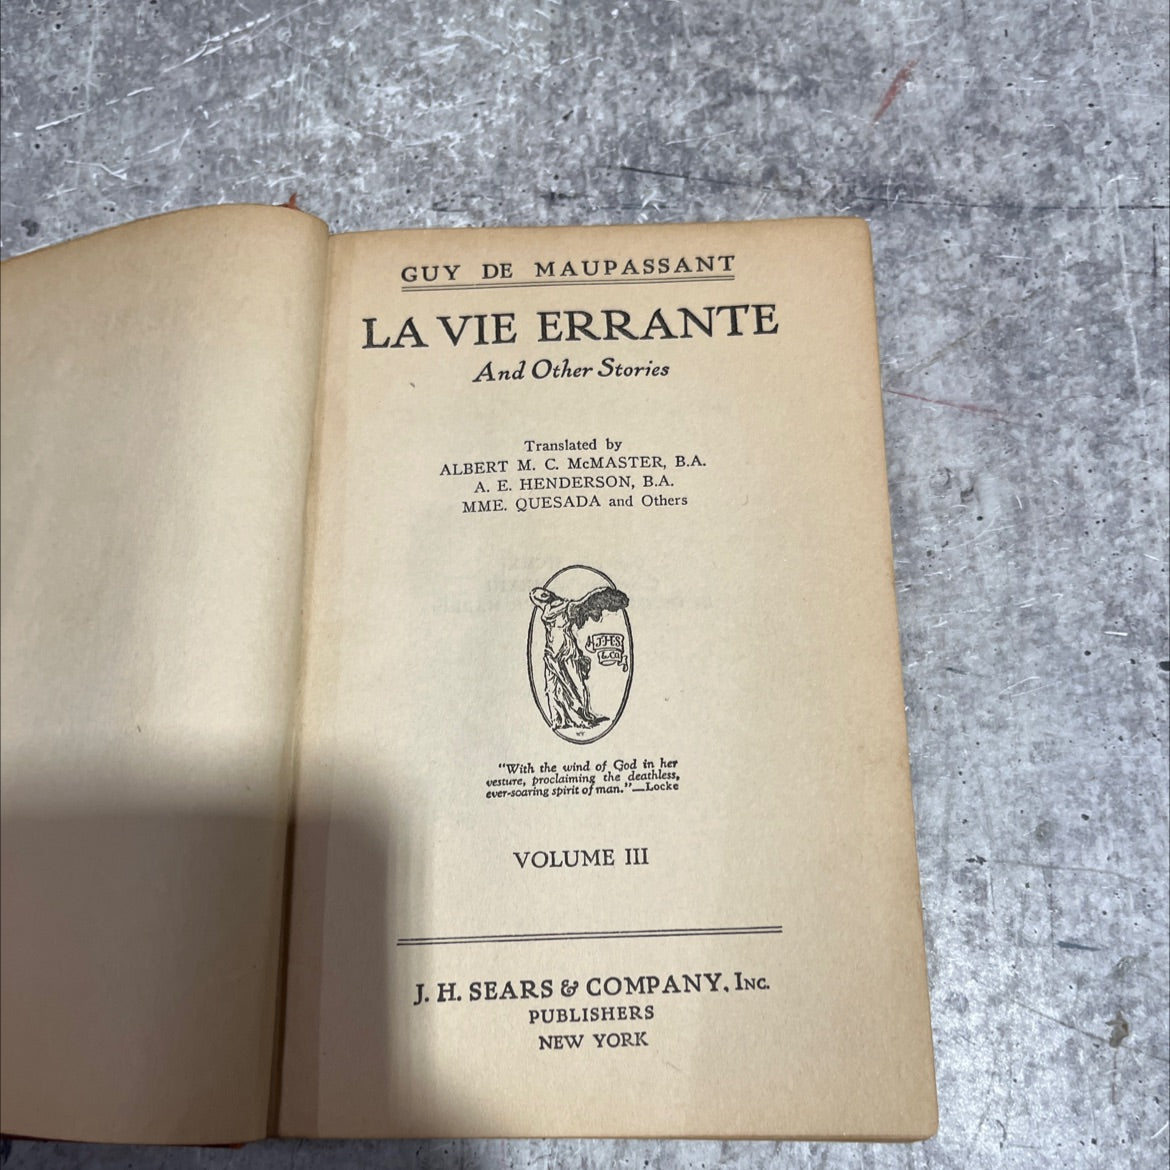 GUY DE MAUPASSANT
LA VIE ERRANTE
And Other Stories
Translated by
ALBERT M. C. McMASTER, B.A.
A. E. HENDERSON, B.A.
MME. QUESADA and Others
J.H.S
& Co
"With the wind of God in her
vesture, proclaiming the deathless,
ever-soaring spirit of man."—Locke
VOLUME III
J. H. SEARS & COMPANY, INC.
PUBLISHERS
NEW YORK